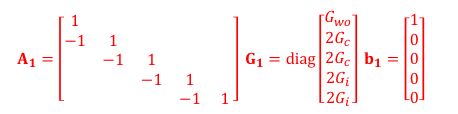 A₁ = [1; −1 1; −1 1; −1 1; −1 1] G₁ = diag [G_wo; 2G_c; 2G_c; 2G_i; 2G_i] b₁ = [1; 0; 0; 0; 0]